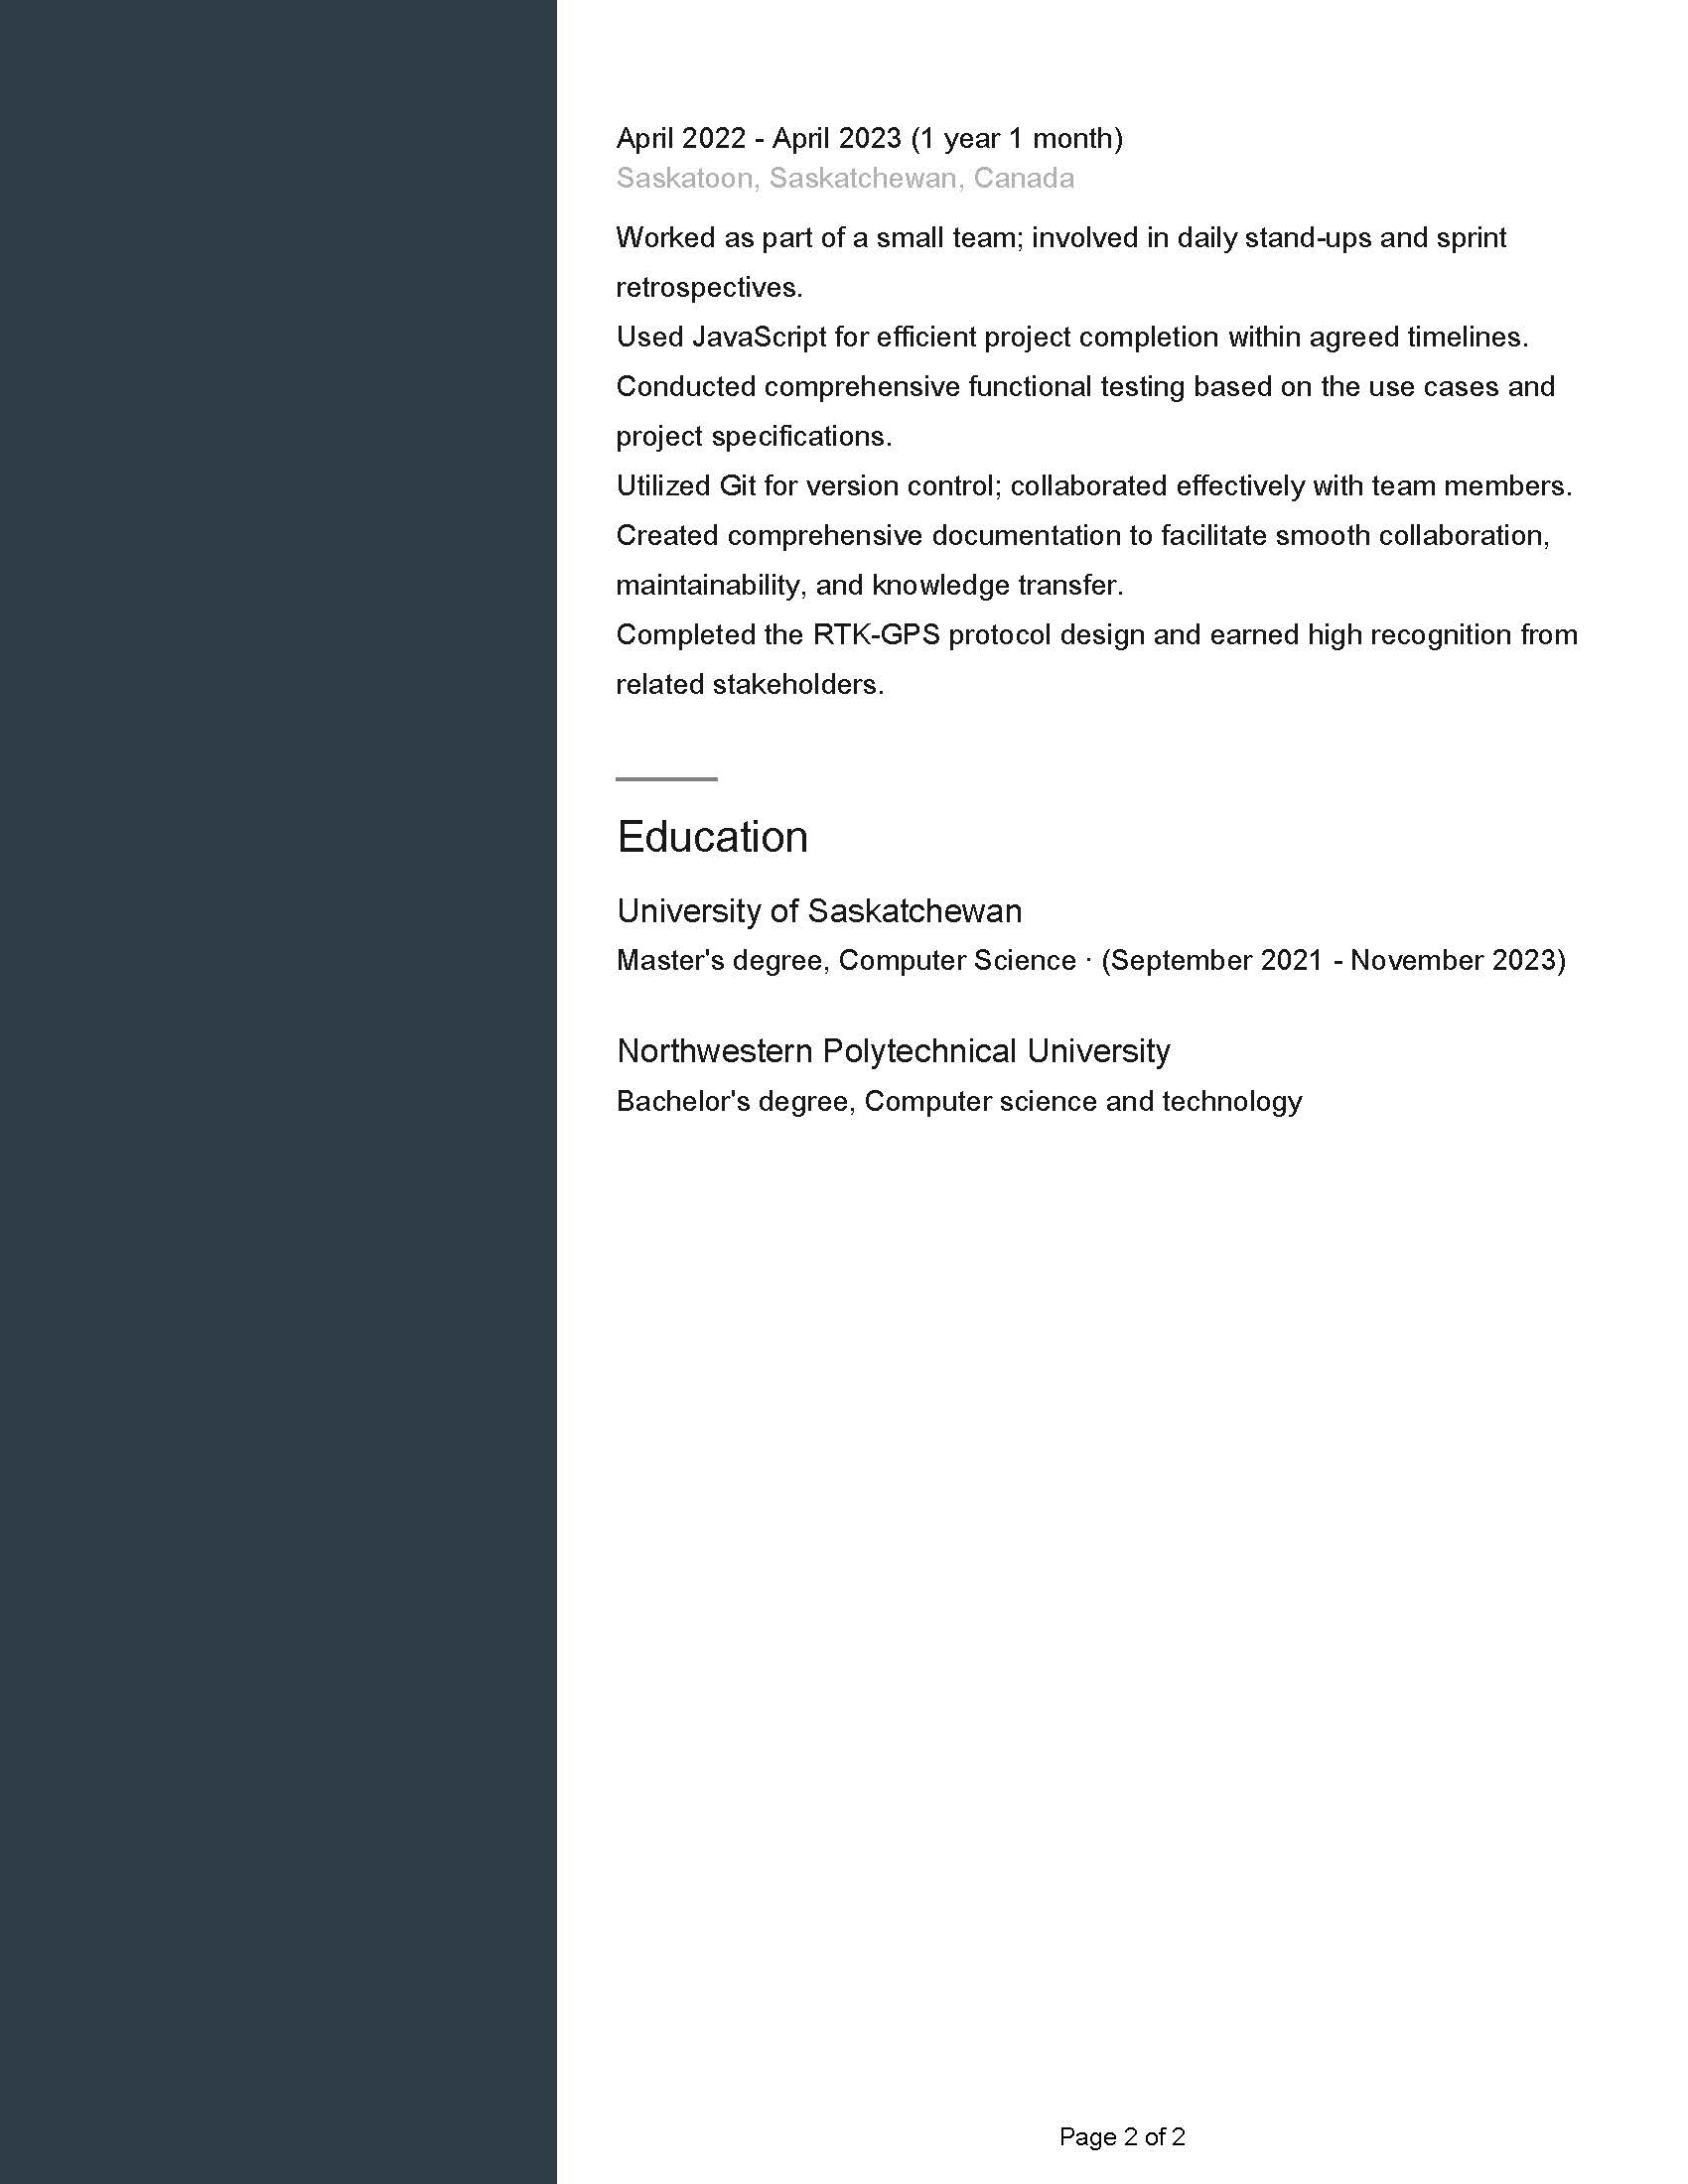 April 2022 - April 2023 (1 year 1 month)
Saskatoon, Saskatchewan, Canada
Worked as part of a small team; involved in daily stand-ups and sprint
retrospectives.
Used JavaScript for efficient project completion within agreed timelines.
Conducted comprehensive functional testing based on the use cases and
project specifications.
Utilized Git for version control; collaborated effectively with team members.
Created comprehensive documentation to facilitate smooth collaboration,
maintainability, and knowledge transfer.
Completed the RTK-GPS protocol design and earned high recognition from
related stakeholders.
Education
University of Saskatchewan
Master's degree, Computer Science · (September 2021 - November 2023)
Northwestern Polytechnical University
Bachelor's degree, Computer science and technology
Page 2 of 2